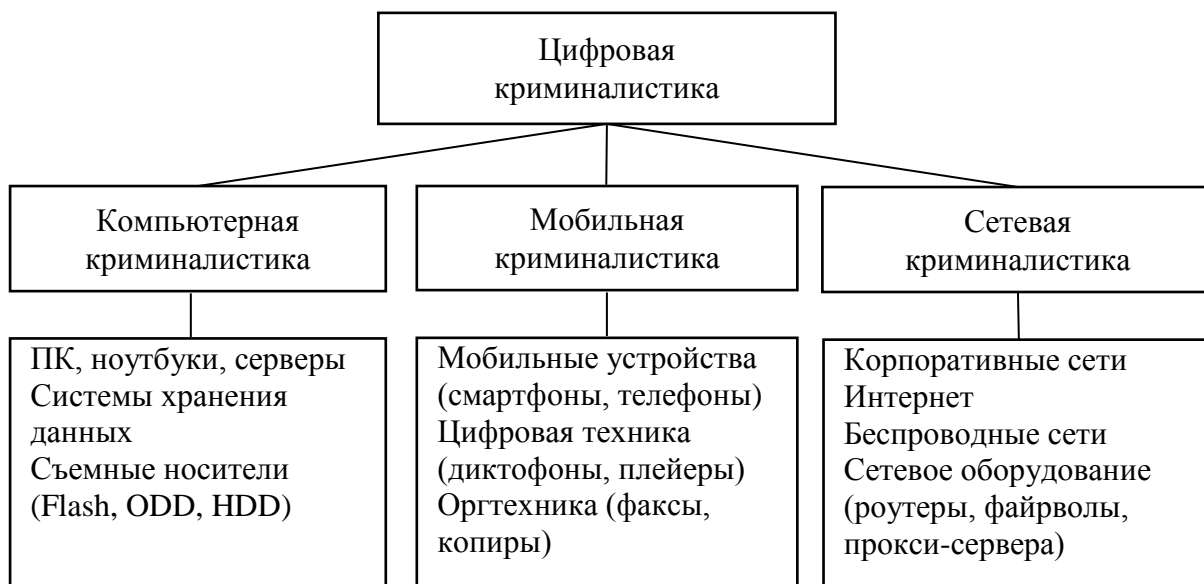 Цифровая
криминалистика
Компьютерная
криминалистика
Мобильная
криминалистика
Сетевая
криминалистика
ПК, ноутбуки, серверы
Системы хранения
данных
Съемные носители
(Flash, ODD, HDD)
Мобильные устройства
(смартфоны, телефоны)
Цифровая техника
(диктофоны, плейеры)
Оргтехника (факсы,
копиры)
Корпоративные сети
Интернет
Беспроводные сети
Сетевое оборудование
(роутеры, файрволы,
прокси-сервера)